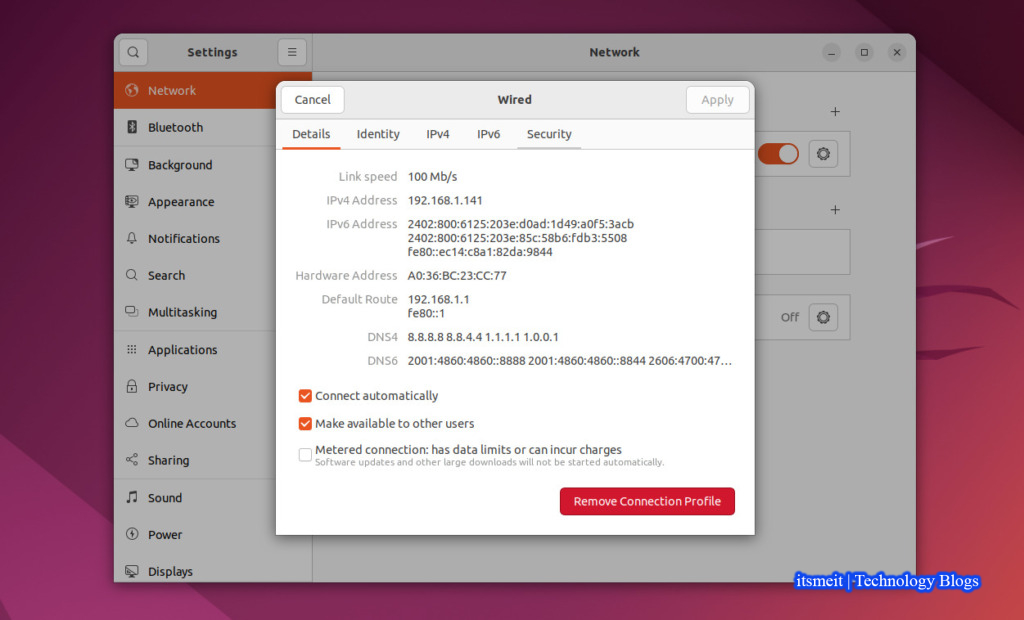 Settings
Network
Network
Bluetooth
Background
Appearance
Notifications
Search
Multitasking
Applications
Privacy
Online Accounts
Sharing
Sound
Power
Displays
Off
Cancel
Wired
Apply
Details Identity IPv4 IPv6 Security
Link speed 100 Mb/s
IPv4 Address 192.168.1.141
IPv6 Address 2402:800:6125:203e:d0ad:1d49:a0f5:3acb
2402:800:6125:203e:85c:58b6:fdb3:5508
fe80::ec14:c8a1:82da:9844
Hardware Address A0:36:BC:23:CC:77
Default Route 192.168.1.1
fe80::1
DNS4 8.8.8.8 8.8.4.4 1.1.1.1 1.0.0.1
DNS6 2001:4860:4860::8888 2001:4860:4860::8844 2606:4700:47…
Connect automatically
Make available to other users
Metered connection: has data limits or can incur charges
Software updates and other large downloads will not be started automatically.
Remove Connection Profile
itsmeit | Technology Blogs